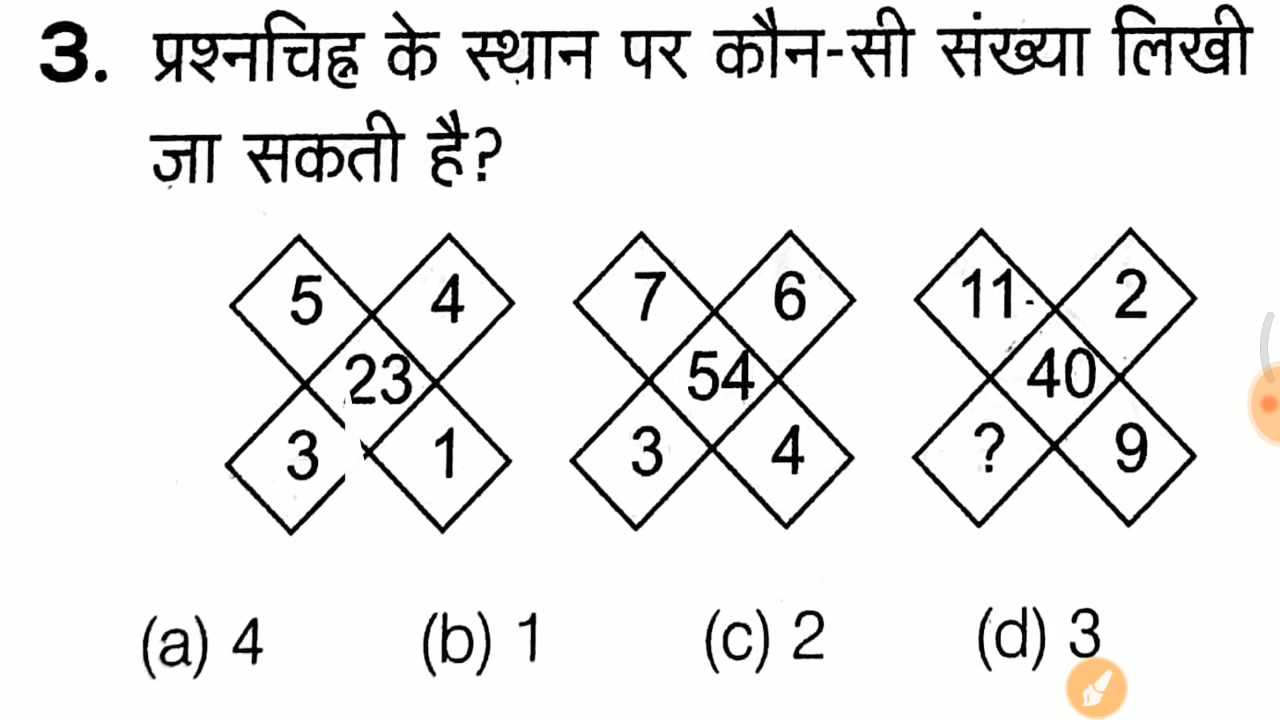 3. प्रश्नचिह्न के स्थान पर कौन-सी संख्या लिखी
जा सकती है?
5 4 7 6 11 2
23 54 40
3 1 3 4 ? 9
(a) 4 (b) 1 (c) 2 (d) 3